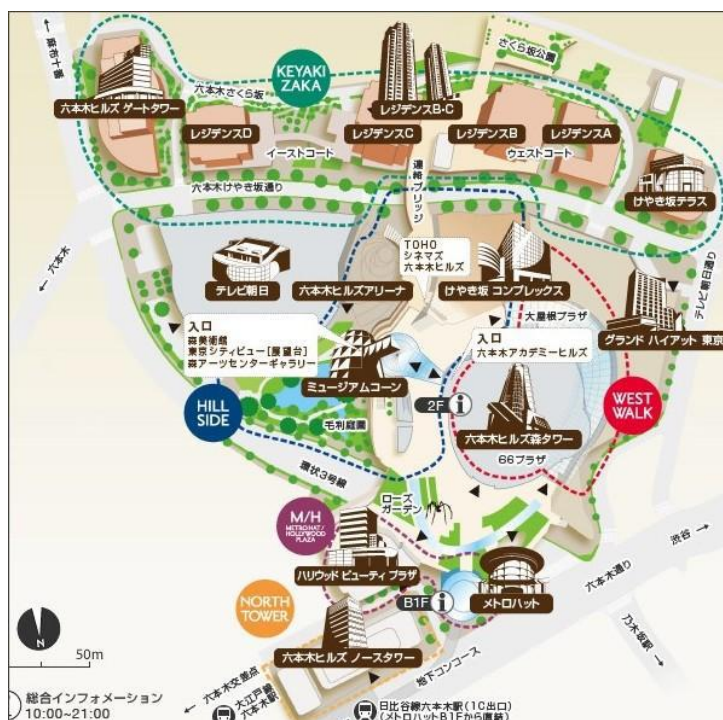 麻布十番
KEYAKI
ZAKA
六本木さくら坂
さくら坂公園
六本木ヒルズ ゲートタワー
レジデンスB・C
レジデンスD
レジデンスC
レジデンスB
レジデンスA
イーストコート
ウェストコート
連絡ブリッジ
六本木けやき坂通り
けやき坂テラス
六本木
TOHO
シネマズ
六本木ヒルズ
テレビ朝日通り
テレビ朝日
六本木ヒルズアリーナ
けやき坂 コンプレックス
大屋根プラザ
グランド ハイアット 東京
入口
森美術館
東京シティビュー[展望台]
森アーツセンターギャラリー
入口
六本木アカデミーヒルズ
ミュージアムコーン
HILL
SIDE
2F
WEST
WALK
毛利庭園
六本木ヒルズ森タワー
66プラザ
環状3号線
ローズ
ガーデン
M/H
METRO HAT/
HOLLYWOOD
PLAZA
渋谷
六本木通り
ハリウッド ビューティ プラザ
B1F
メトロハット
NORTH
TOWER
乃木坂駅
N
50m
六本木ヒルズ ノースタワー
地下コンコース
六本木交差点
総合インフォメーション
10:00~21:00
大江戸線
六本木駅
日比谷線六本木駅(1C出口)
(メトロハットB1Fから直結)